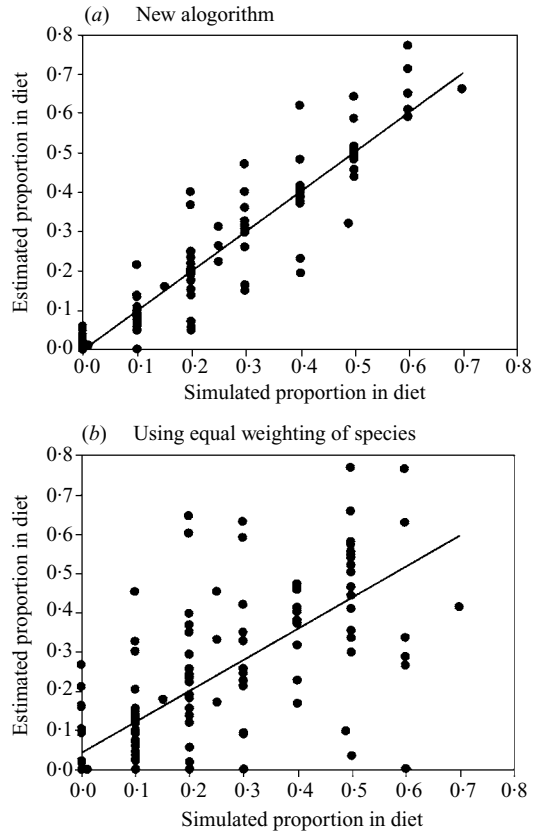 (a) New alogorithm
0·8
0·7
0·6
0·5
0·4
0·3
0·2
0·1
0·0
Estimated proportion in diet
0·0 0·1 0·2 0·3 0·4 0·5 0·6 0·7 0·8
Simulated proportion in diet
(b) Using equal weighting of species
0·8
0·7
0·6
0·5
0·4
0·3
0·2
0·1
0·0
Estimated proportion in diet
0·0 0·1 0·2 0·3 0·4 0·5 0·6 0·7 0·8
Simulated proportion in diet